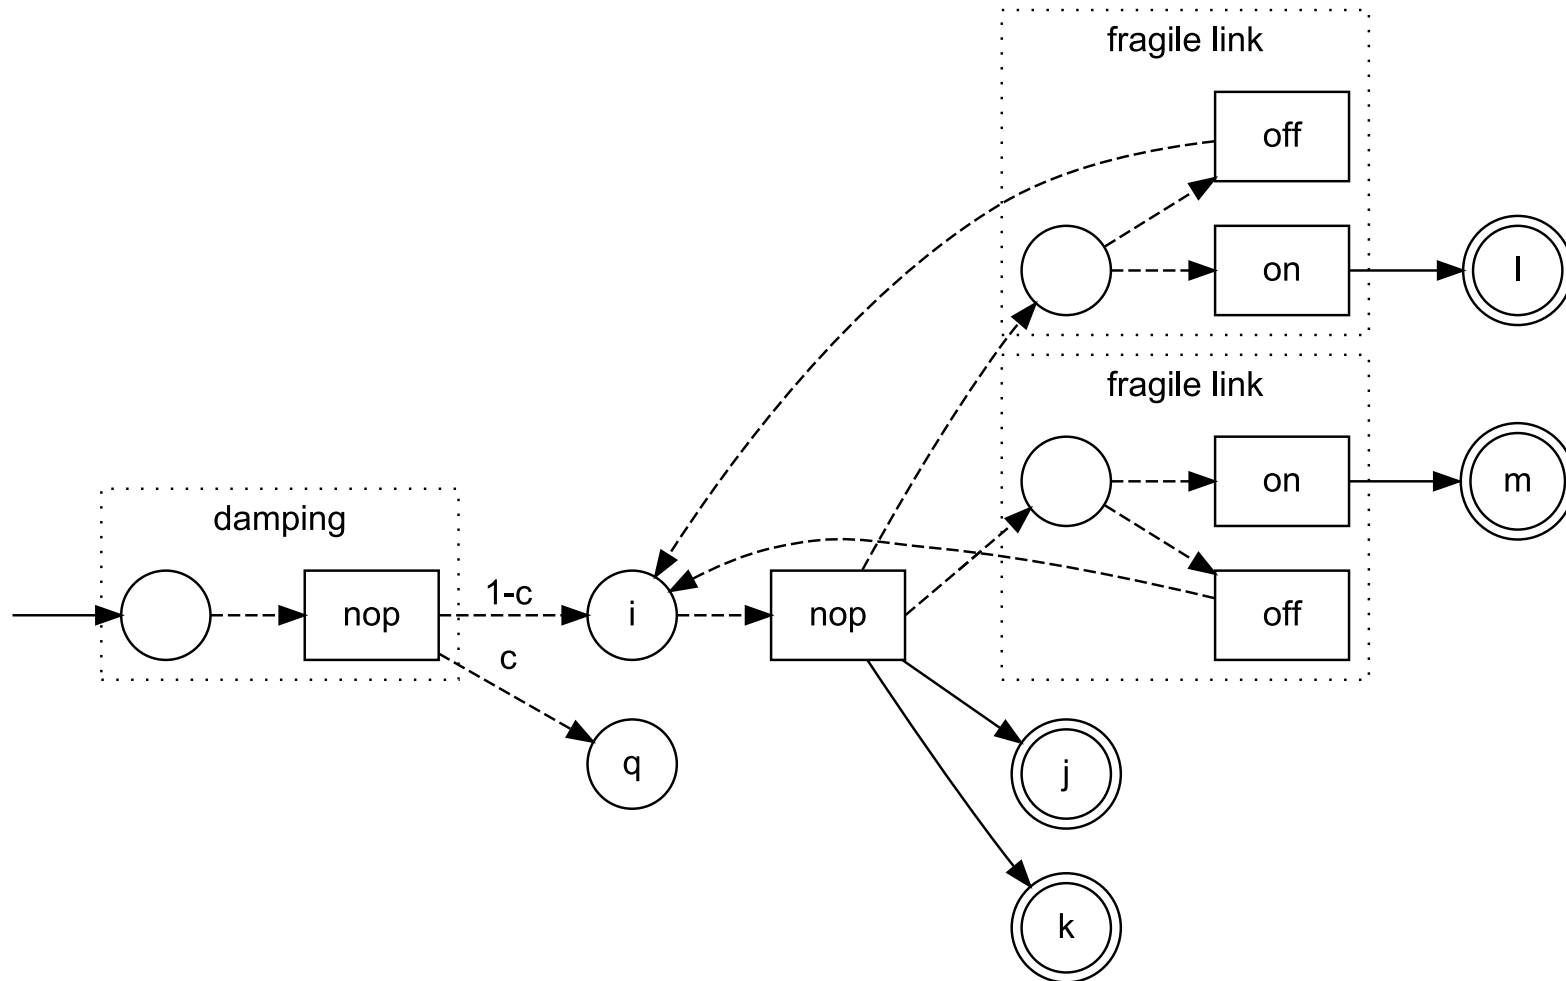 fragile link
off
on
l
fragile link
on
m
off
damping
nop
1-c
c
i
nop
q
j
k